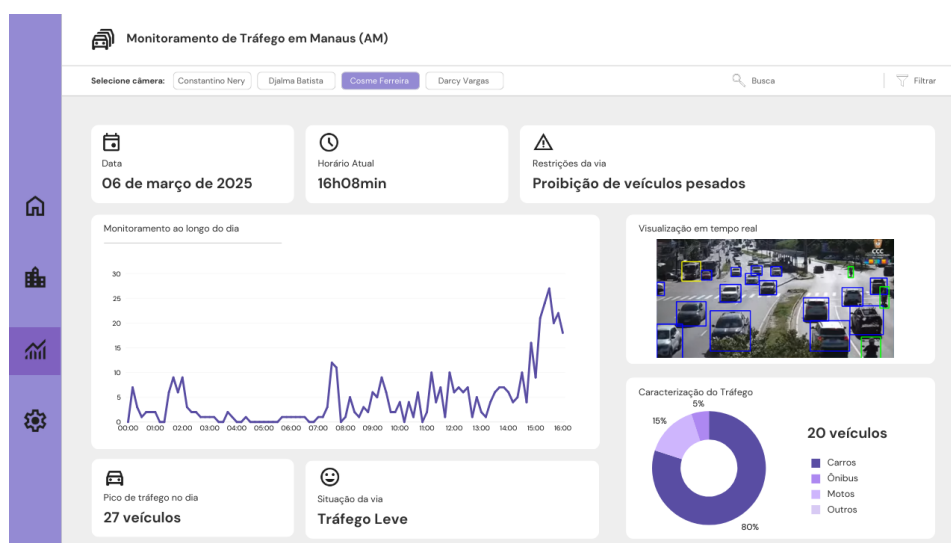 Monitoramento de Tráfego em Manaus (AM)
Selecione câmera: Constantino Nery Djalma Batista Cosme Ferreira Darcy Vargas Busca Filtrar
Data
06 de março de 2025
Horário Atual
16h08min
Restrições da via
Proibição de veículos pesados
Monitoramento ao longo do dia
30
25
20
15
10
5
0
00:00 01:00 02:00 03:00 04:00 05:00 06:00 07:00 08:00 09:00 10:00 11:00 12:00 13:00 14:00 15:00 16:00
Visualização em tempo real
CCC
Caracterização do Tráfego
5%
15%
80%
20 veículos
Carros
Ônibus
Motos
Outros
Pico de tráfego no dia
27 veículos
Situação da via
Tráfego Leve